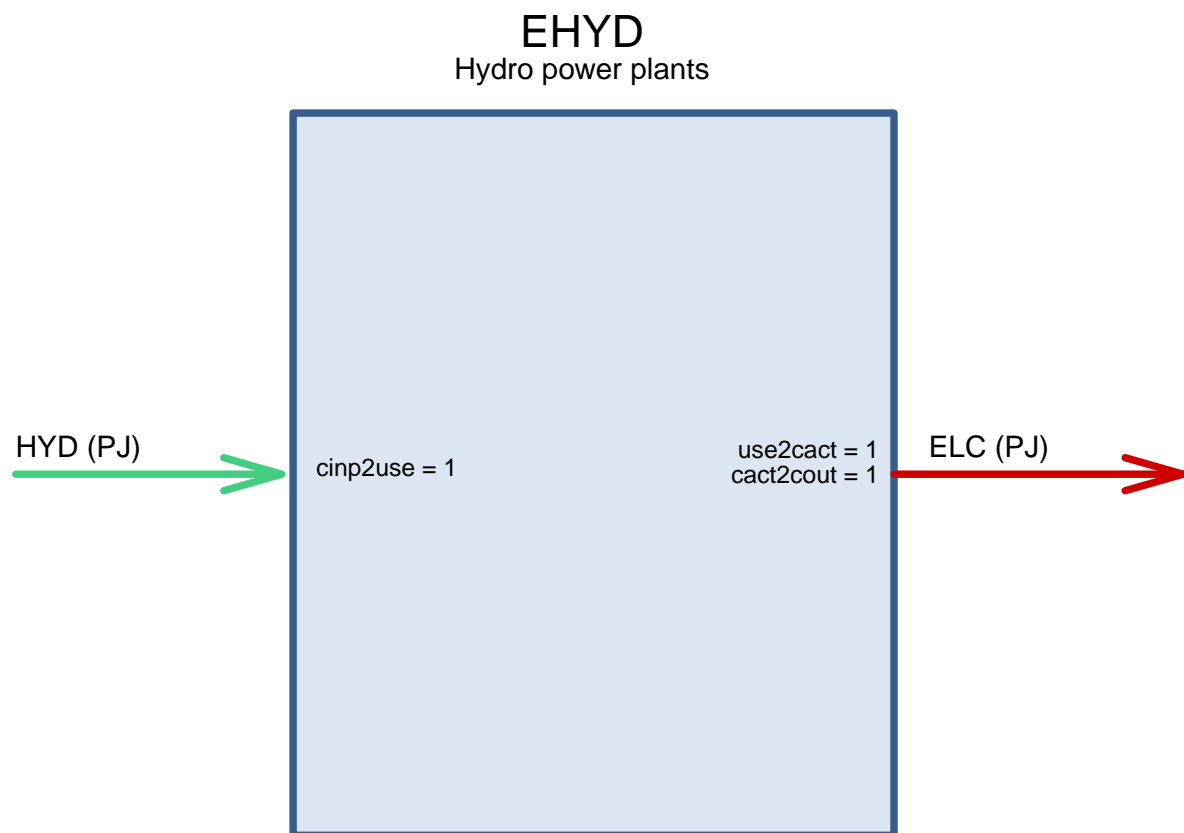 EHYD
Hydro power plants
HYD (PJ)
cinp2use = 1
use2cact = 1
cact2cout = 1
ELC (PJ)